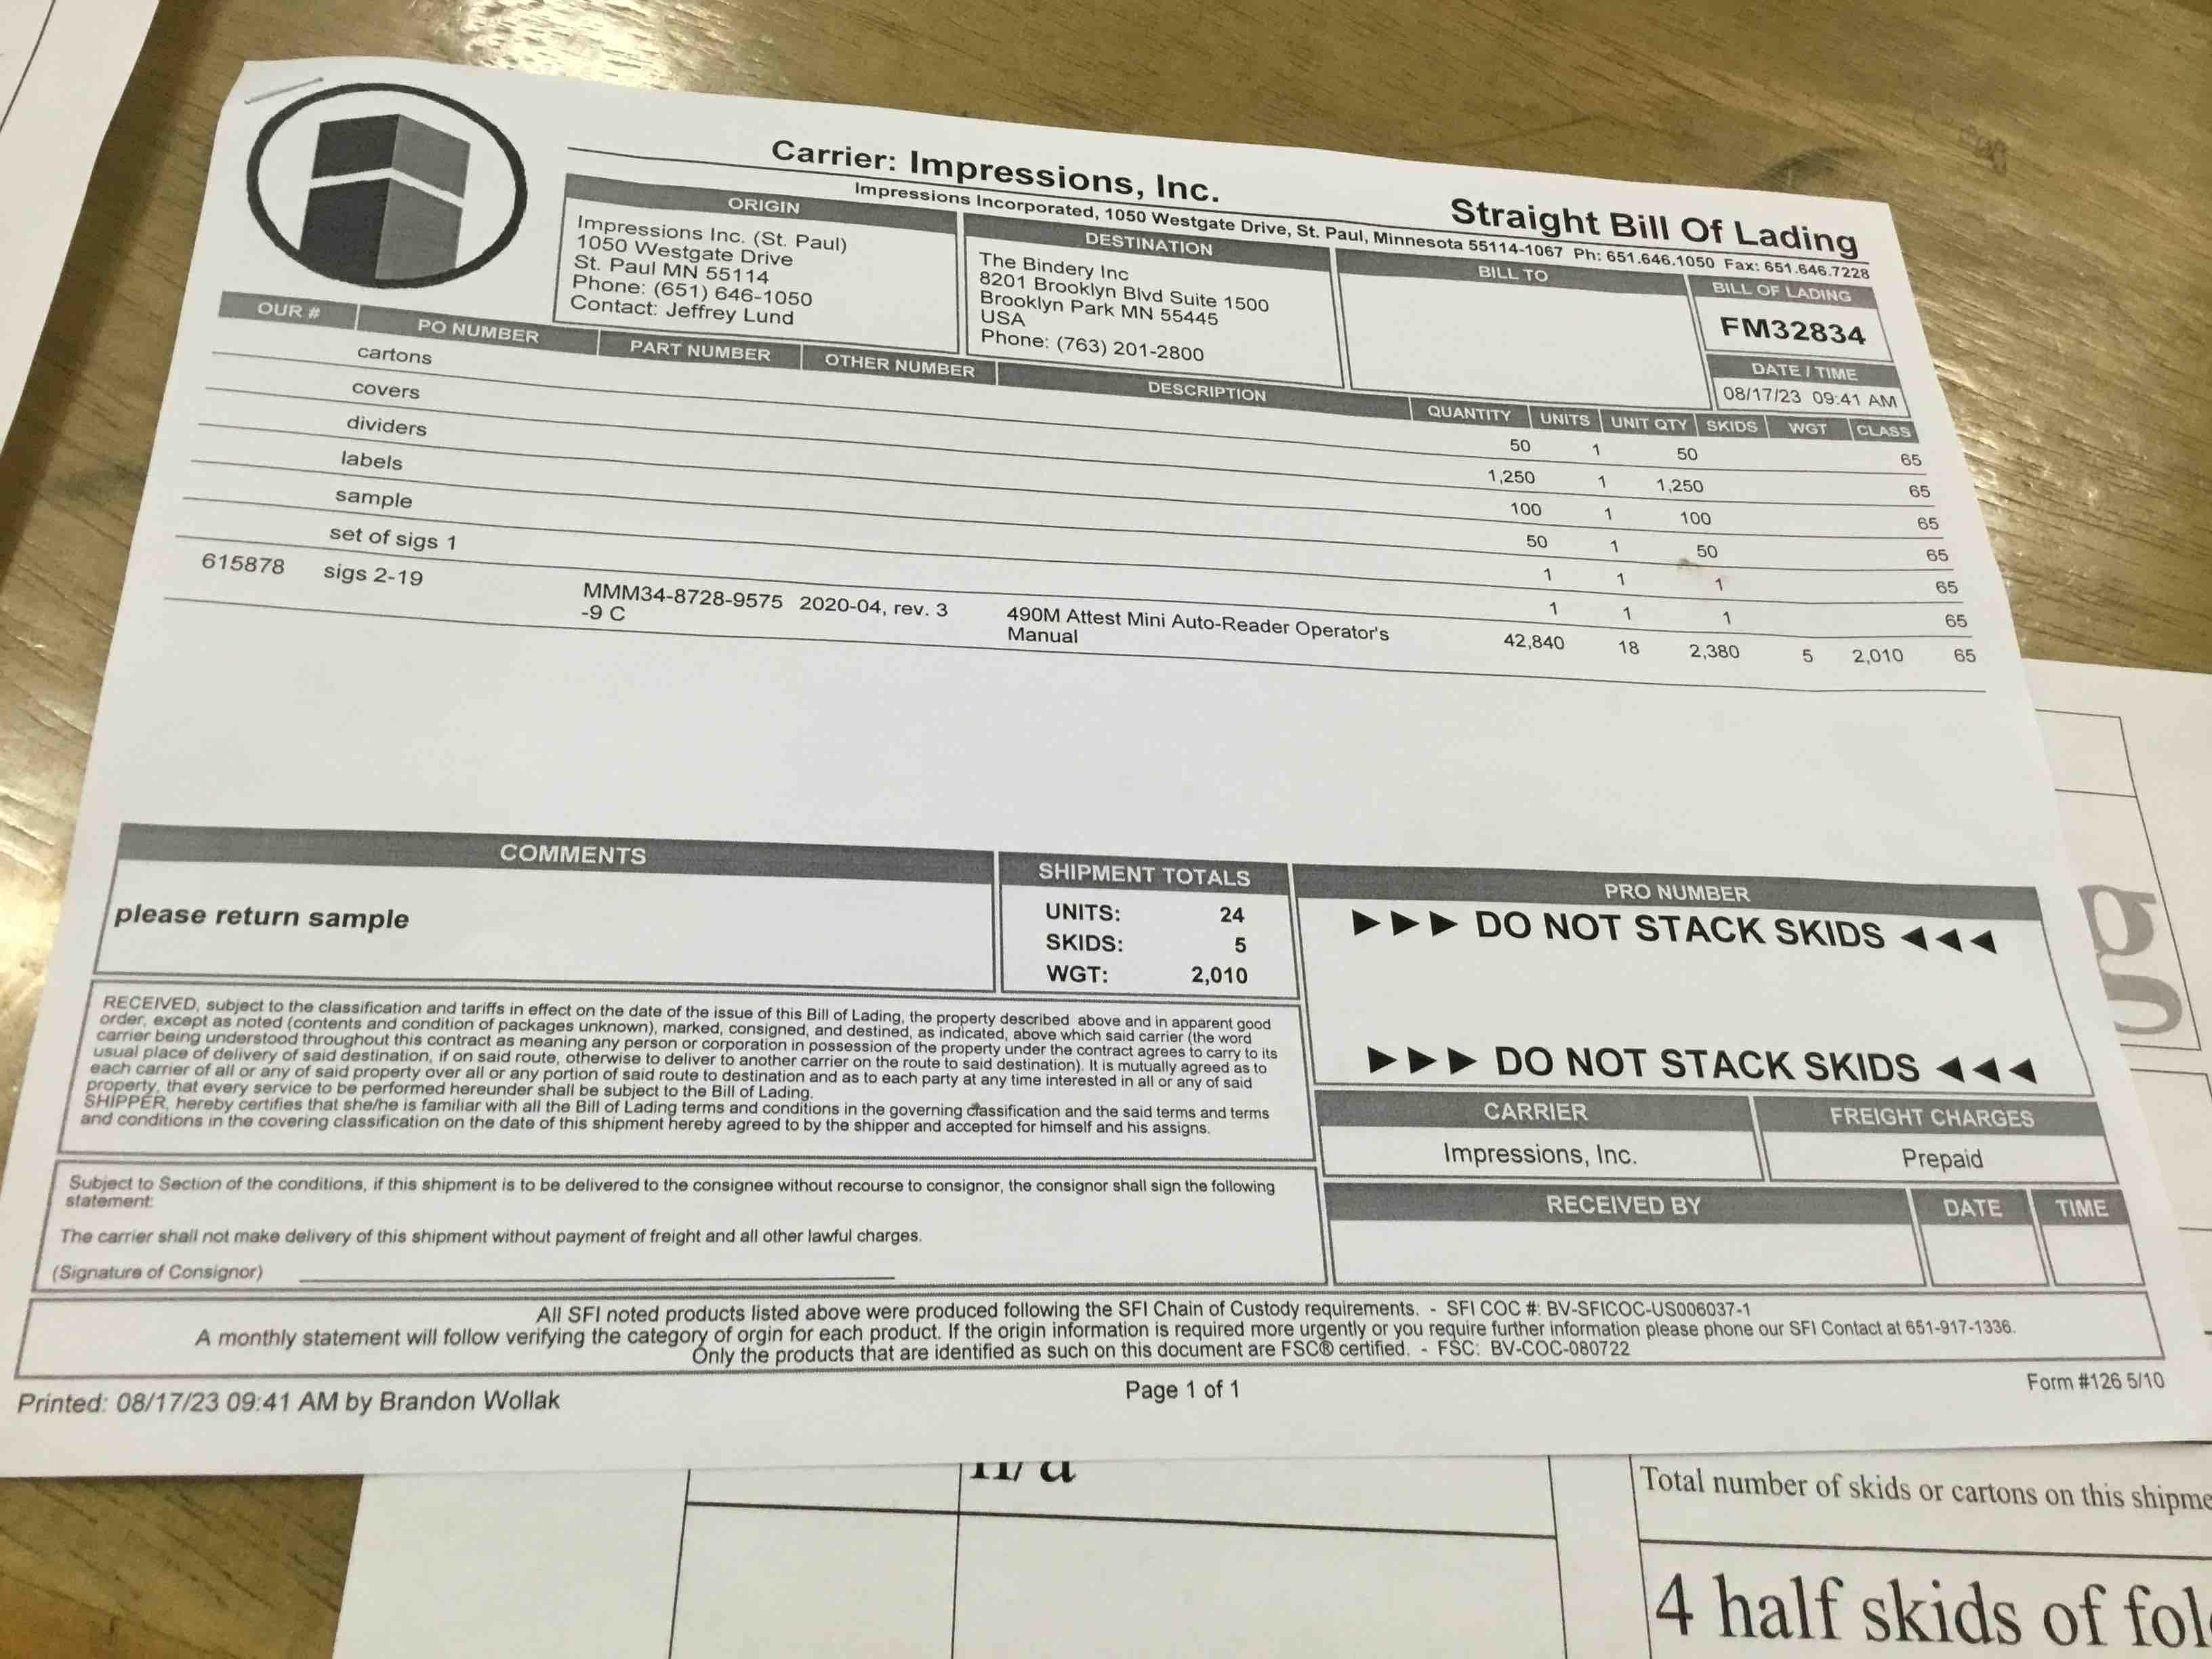 Carrier: Impressions, Inc.
Straight Bill Of Lading
Impressions Incorporated, 1050 Westgate Drive, St. Paul, Minnesota 55114-1067 Ph: 651.646.1050 Fax: 651.646.7228
ORIGIN
Impressions Inc. (St. Paul)
1050 Westgate Drive
St. Paul MN 55114
Phone: (651) 646-1050
Contact: Jeffrey Lund
DESTINATION
The Bindery Inc
8201 Brooklyn Blvd Suite 1500
Brooklyn Park MN 55445
USA
Phone: (763) 201-2800
BILL TO
BILL OF LADING
FM32834
DATE / TIME
08/17/23 09:41 AM
OUR # PO NUMBER PART NUMBER OTHER NUMBER DESCRIPTION QUANTITY UNITS UNIT QTY SKIDS WGT CLASS
cartons 50 1 50 65
covers 1,250 1 1,250 65
dividers 100 1 100 65
labels 50 1 50 65
sample 1 1 1 65
set of sigs 1 1 1 1 65
615878 sigs 2-19 MMM34-8728-9575 2020-04, rev. 3 490M Attest Mini Auto-Reader Operator's 42,840 18 2,380 5 2,010 65
-9 C Manual
COMMENTS
please return sample
SHIPMENT TOTALS
UNITS: 24
SKIDS: 5
WGT: 2,010
PRO NUMBER
▶▶▶ DO NOT STACK SKIDS ◀◀◀
▶▶▶ DO NOT STACK SKIDS ◀◀◀
RECEIVED, subject to the classification and tariffs in effect on the date of the issue of this Bill of Lading, the property described above and in apparent good
order, except as noted (contents and condition of packages unknown), marked, consigned, and destined, as indicated, above which said carrier (the word
carrier being understood throughout this contract as meaning any person or corporation in possession of the property under the contract agrees to carry to its
usual place of delivery of said destination, if on said route, otherwise to deliver to another carrier on the route to said destination). It is mutually agreed as to
each carrier of all or any of said property over all or any portion of said route to destination and as to each party at any time interested in all or any of said
property, that every service to be performed hereunder shall be subject to the Bill of Lading.
SHIPPER, hereby certifies that she/he is familiar with all the Bill of Lading terms and conditions in the governing classification and the said terms and terms
and conditions in the covering classification on the date of this shipment hereby agreed to by the shipper and accepted for himself and his assigns.
CARRIER
Impressions, Inc.
FREIGHT CHARGES
Prepaid
Subject to Section of the conditions, if this shipment is to be delivered to the consignee without recourse to consignor, the consignor shall sign the following
statement:
The carrier shall not make delivery of this shipment without payment of freight and all other lawful charges.
(Signature of Consignor)
RECEIVED BY DATE TIME
All SFI noted products listed above were produced following the SFI Chain of Custody requirements. - SFI COC #: BV-SFICOC-US006037-1
A monthly statement will follow verifying the category of orgin for each product. If the origin information is required more urgently or you require further information please phone our SFI Contact at 651-917-1336.
Only the products that are identified as such on this document are FSC® certified. - FSC: BV-COC-080722
Printed: 08/17/23 09:41 AM by Brandon Wollak
Page 1 of 1
Form #126 5/10
g
n/a
Total number of skids or cartons on this
4 half skids of